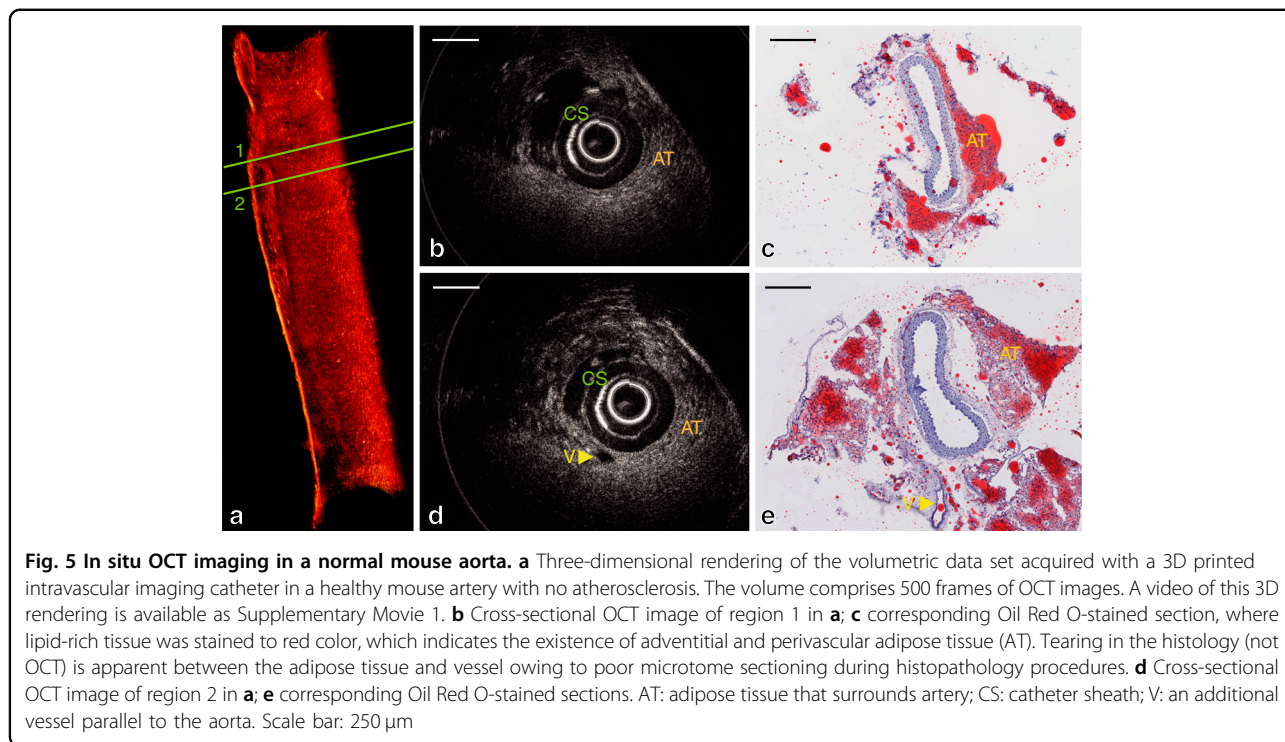 1
2
a
CS
AT
b
AT
c
CS
AT
V
d
AT
V
e
Fig. 5 In situ OCT imaging in a normal mouse aorta. a Three-dimensional rendering of the volumetric data set acquired with a 3D printed
intravascular imaging catheter in a healthy mouse artery with no atherosclerosis. The volume comprises 500 frames of OCT images. A video of this 3D
rendering is available as Supplementary Movie 1. b Cross-sectional OCT image of region 1 in a; c corresponding Oil Red O-stained section, where
lipid-rich tissue was stained to red color, which indicates the existence of adventitial and perivascular adipose tissue (AT). Tearing in the histology (not
OCT) is apparent between the adipose tissue and vessel owing to poor microtome sectioning during histopathology procedures. d Cross-sectional
OCT image of region 2 in a; e corresponding Oil Red O-stained sections. AT: adipose tissue that surrounds artery; CS: catheter sheath; V: an additional
vessel parallel to the aorta. Scale bar: 250 μm